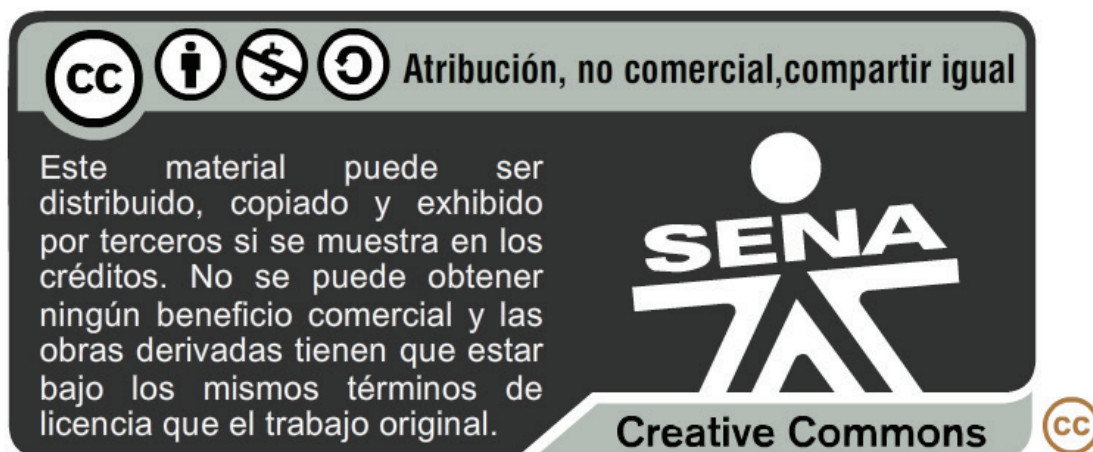 cc Atribución, no comercial,compartir igual
Este material puede ser
distribuido, copiado y exhibido
por terceros si se muestra en los
créditos. No se puede obtener
ningún beneficio comercial y las
obras derivadas tienen que estar
bajo los mismos términos de
licencia que el trabajo original.
SENA
Creative Commons
cc